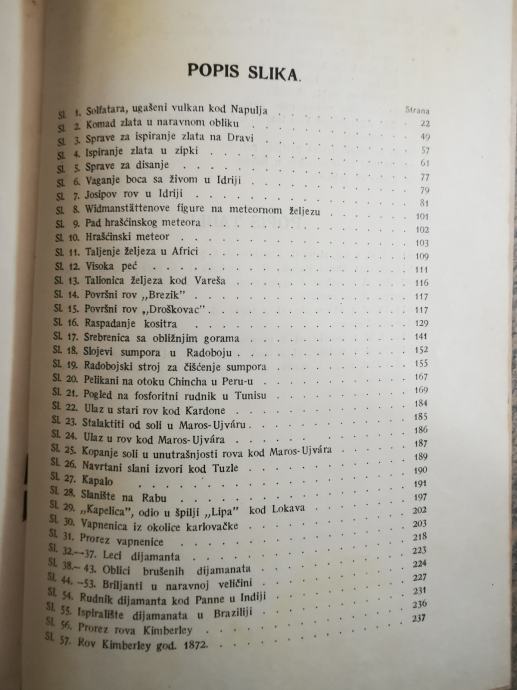 POPIS SLIKA.
Strana
Sl. 1. Solfatara, ugašeni vulkan kod Napulja . . . . 22
Sl. 2. Komad zlata u naravnom obliku . . . . 49
Sl. 3. Sprave za ispiranje zlata na Dravi . . . . 57
Sl. 4. Ispiranje zlata u zipki . . . . 61
Sl. 5. Sprave za disanje . . . . 77
Sl. 6. Vaganje boca sa živom u Idriji . . . . 79
Sl. 7. Josipov rov u Idriji . . . . 81
Sl. 8. Widmanstättenove figure na meteornom željezu . . . . 101
Sl. 9. Pad hrašćinskog meteora . . . . 102
Sl. 10. Hrašćinski meteor . . . . 103
Sl. 11. Taljenje željeza u Africi . . . . 109
Sl. 12. Visoka peć . . . . 111
Sl. 13. Talionica željeza kod Vareša . . . . 116
Sl. 14. Površni rov „Brezik" . . . . 117
Sl. 15. Površni rov „Droškovac" . . . . 117
Sl. 16. Raspadanje kositra . . . . 129
Sl. 17. Srebrenica sa obližnjim gorama . . . . 141
Sl. 18. Slojevi sumpora u Radoboju . . . . 152
Sl. 19. Radobojski stroj za čišćenje sumpora . . . . 155
Sl. 20. Pelikani na otoku Chincha u Peru-u . . . . 167
Sl. 21. Pogled na fosforitni rudnik u Tunisu . . . . 169
Sl. 22. Ulaz u stari rov kod Kardone . . . . 184
Sl. 23. Stalaktiti od soli u Maros-Ujváru . . . . 185
Sl. 24. Ulaz u rov kod Maros-Ujvára . . . . 186
Sl. 25. Kopanje soli u unutrašnjosti rova kod Maros-Ujvára . . . . 187
Sl. 26. Navrtani slani izvori kod Tuzle . . . . 189
Sl. 27. Kapalo . . . . 190
Sl. 28. Slanište na Rabu . . . . 191
Sl. 29. „Kapelica", odio u špilji „Lipa" kod Lokava . . . . 197
Sl. 30. Vapnenica iz okolice karlovačke . . . . 202
Sl. 31. Prorez vapnenice . . . . 203
Sl. 32.—37. Leci dijamanta . . . . 218
Sl. 38.—43. Oblici brušenih dijamanata . . . . 223
Sl. 44.—53. Briljanti u naravnoj veličini . . . . 224
Sl. 54. Rudnik dijamanta kod Panne u Indiji . . . . 227
Sl. 55. Ispiralište dijamanata u Braziliji . . . . 231
Sl. 56. Prorez rova Kimberley . . . . 236
Sl. 57. Rov Kimberley god. 1872. . . . . 237